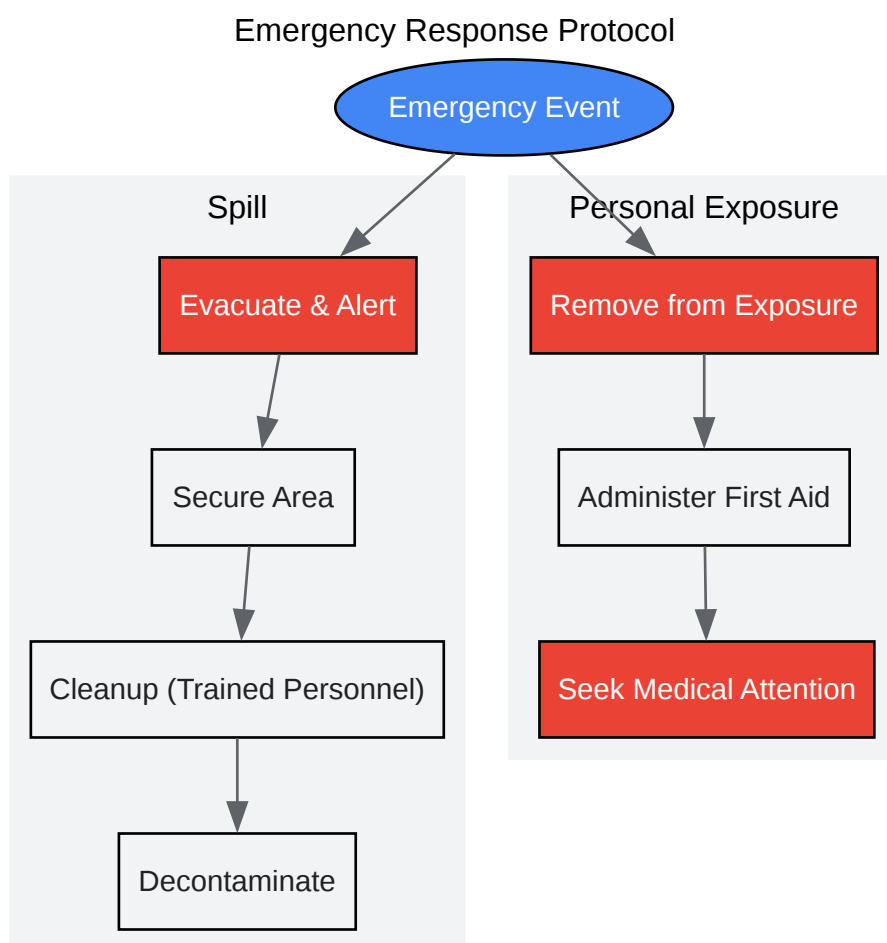 Emergency Response Protocol
Emergency Event
Spill
Evacuate & Alert
Secure Area
Cleanup (Trained Personnel)
Decontaminate
Personal Exposure
Remove from Exposure
Administer First Aid
Seek Medical Attention